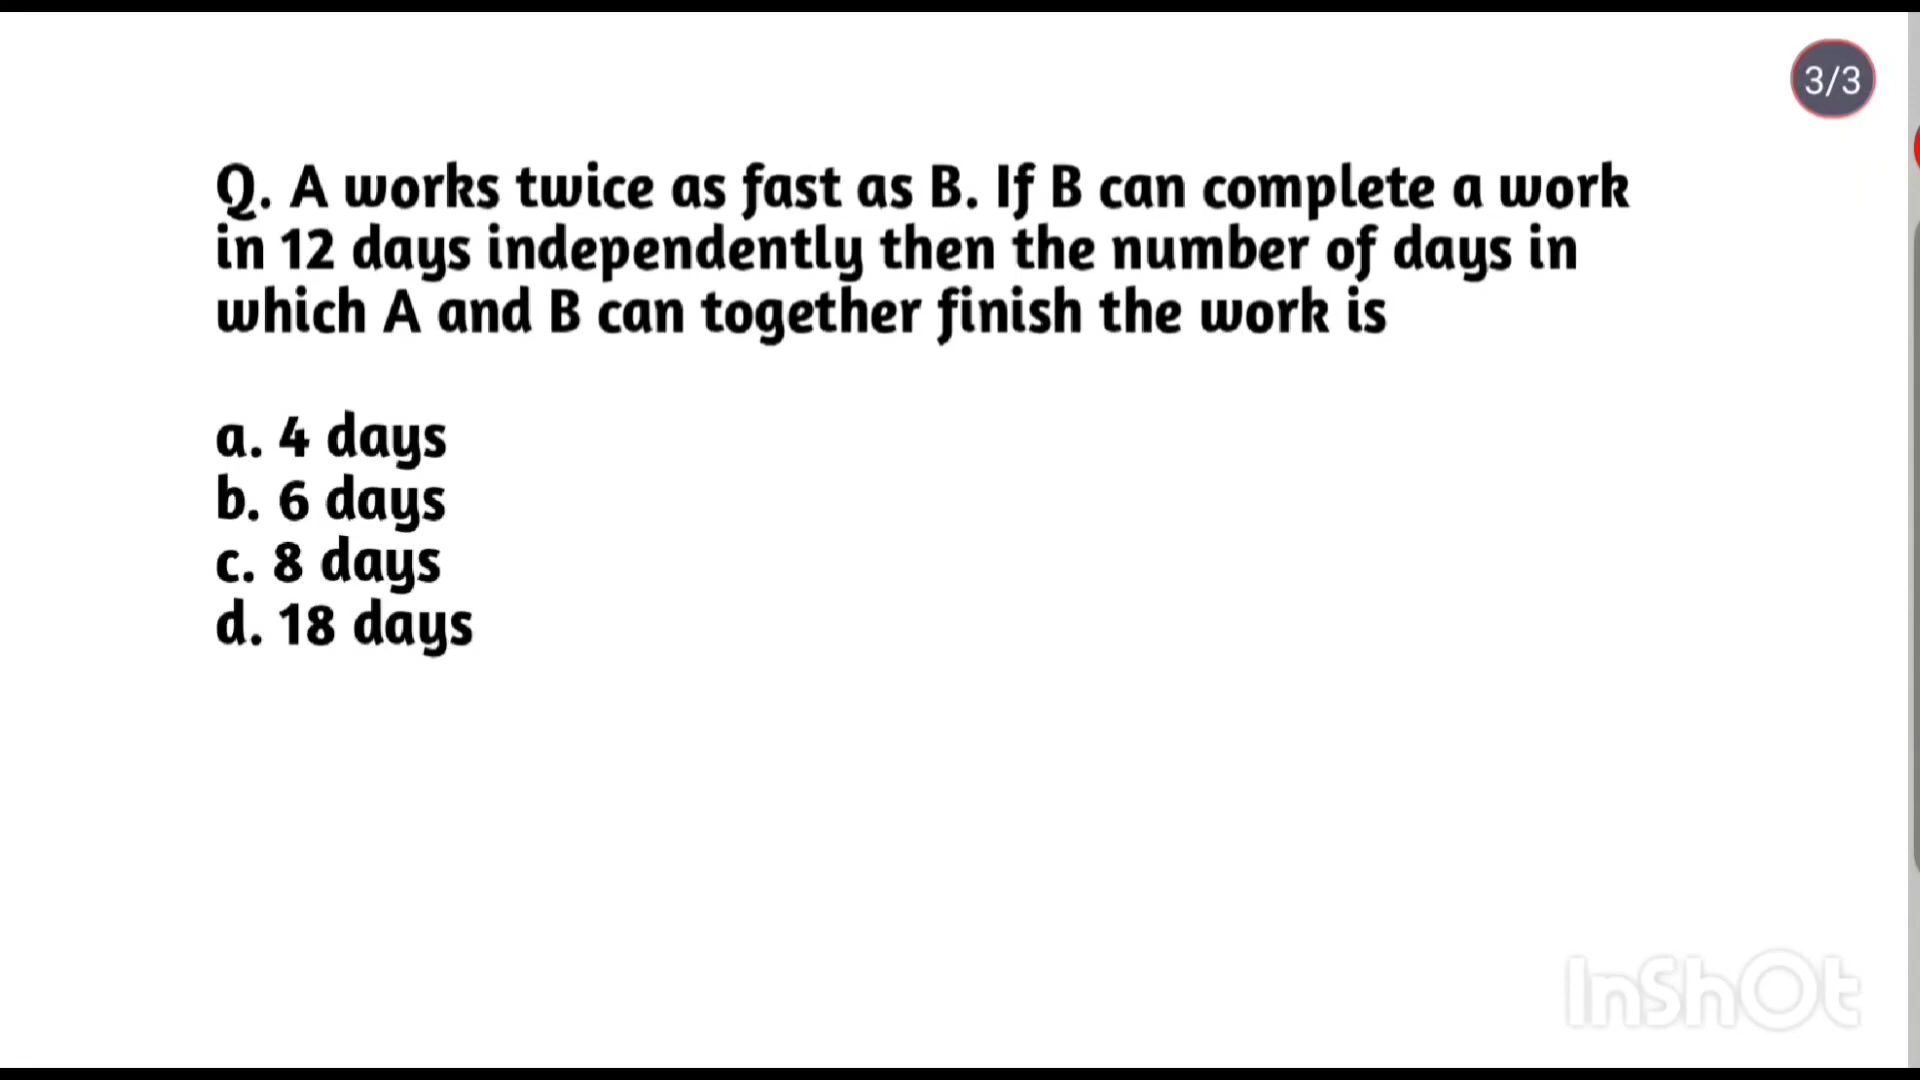 3/3
Q. A works twice as fast as B. If B can complete a work
in 12 days independently then the number of days in
which A and B can together finish the work is
a. 4 days
b. 6 days
c. 8 days
d. 18 days
InShOt